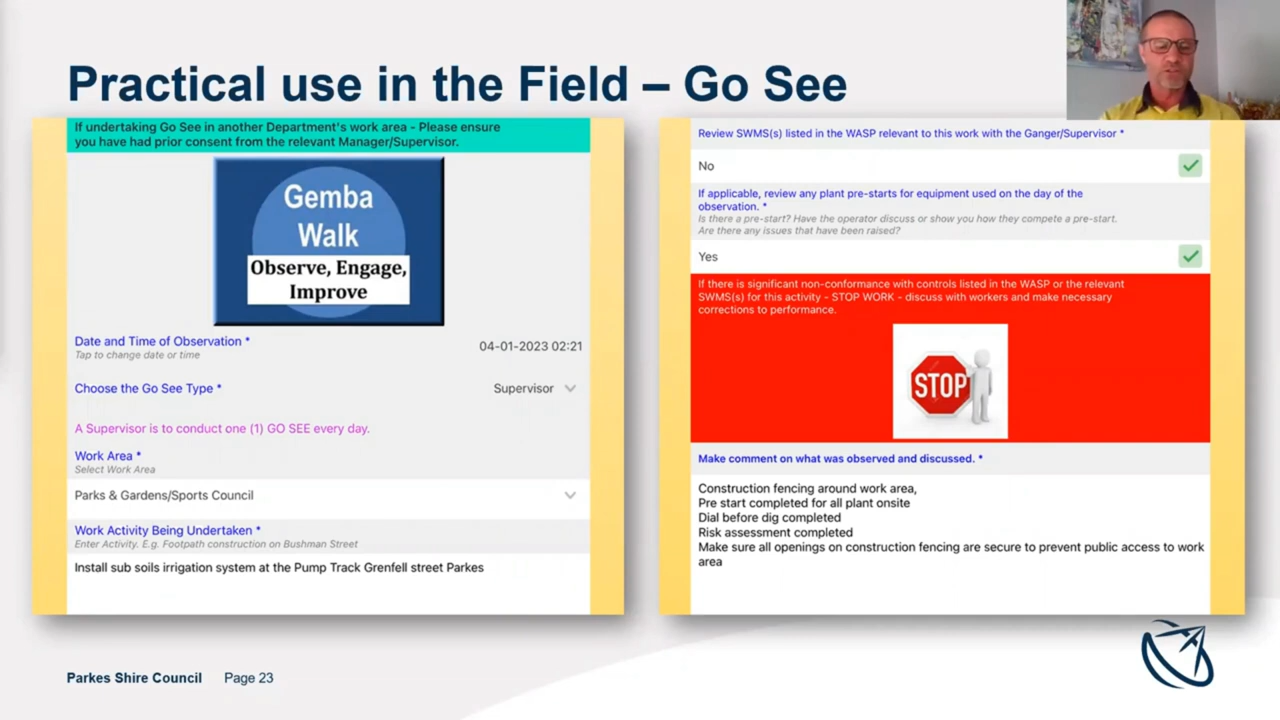 Practical use in the Field – Go See
If undertaking Go See in another Department's work area - Please ensure
you have had prior consent from the relevant Manager/Supervisor.
Gemba
Walk
Observe, Engage,
Improve
Date and Time of Observation *
04-01-2023 02:21
Tap to change date or time
Choose the Go See Type *
Supervisor
A Supervisor is to conduct one (1) GO SEE every day.
Work Area *
Select Work Area
Parks & Gardens/Sports Council
Work Activity Being Undertaken *
Enter Activity. E.g. Footpath construction on Bushman Street
Install sub soils irrigation system at the Pump Track Grenfell street Parkes
Review SWMS(s) listed in the WASP relevant to this work with the Ganger/Supervisor *
No
If applicable, review any plant pre-starts for equipment used on the day of the
observation. *
Is there a pre-start? Have the operator discuss or show you how they compete a pre-start.
Are there any issues that have been raised?
Yes
If there is significant non-conformance with controls listed in the WASP or the relevant
SWMS(s) for this activity - STOP WORK - discuss with workers and make necessary
corrections to performance.
STOP
Make comment on what was observed and discussed. *
Construction fencing around work area,
Pre start completed for all plant onsite
Dial before dig completed
Risk assessment completed
Make sure all openings on construction fencing are secure to prevent public access to work
area
Parkes Shire Council Page 23